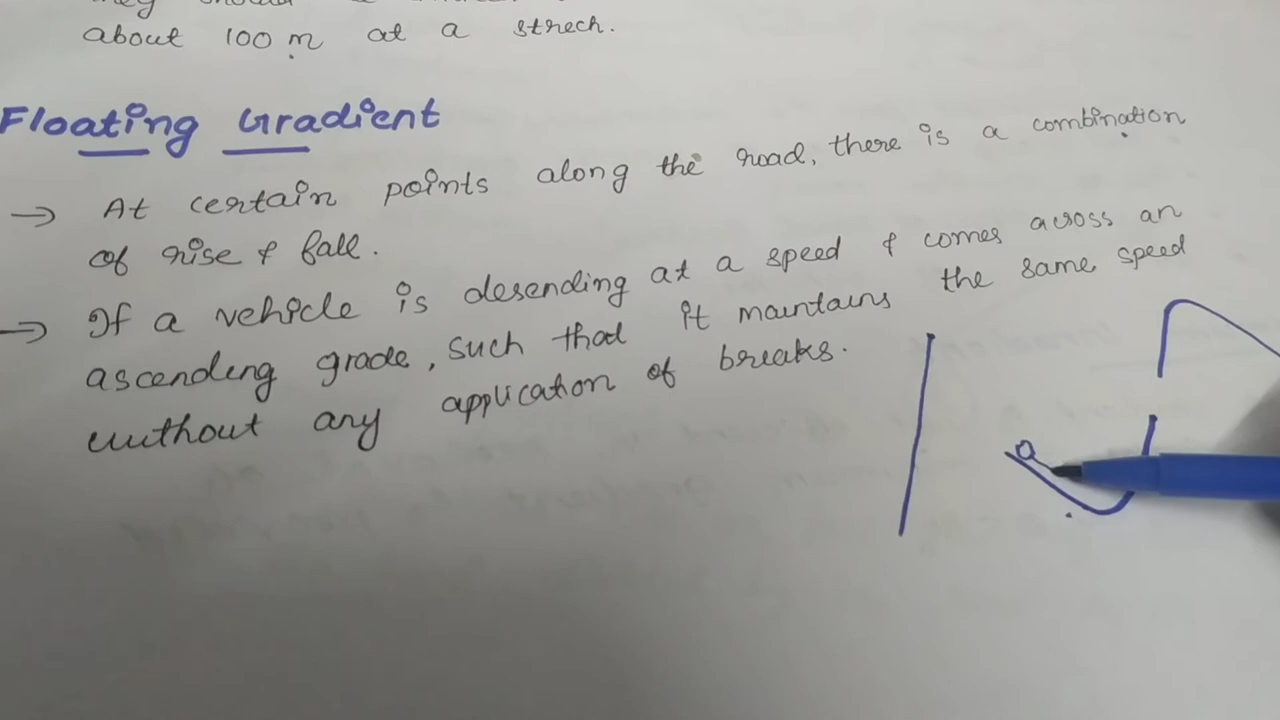 about 100 m at a strech.
Floating Gradient
→ At certain points along the road, there is a combination
of rise & fall.
→ If a vehicle is desending at a speed & comes across an
ascending grade, such that it maintains the same speed
without any application of breaks.